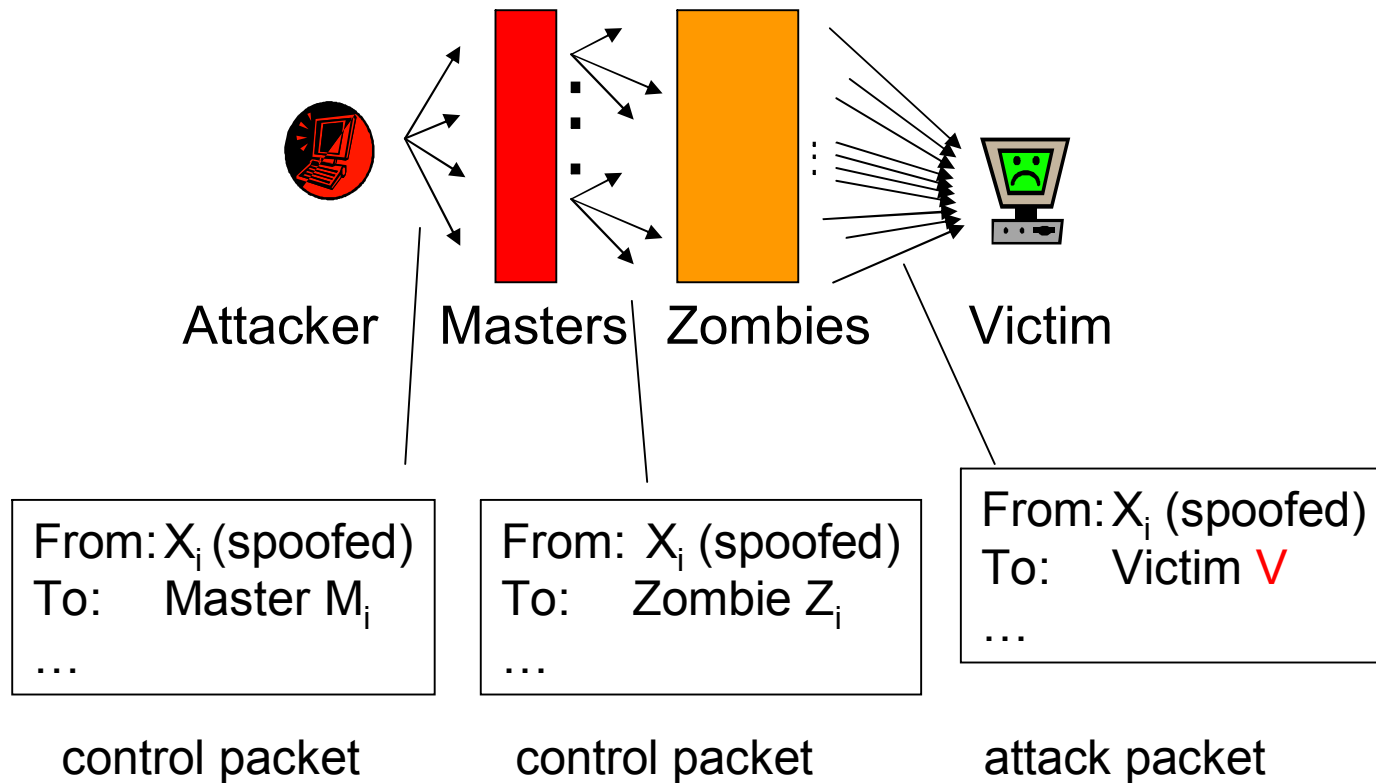 Attacker Masters Zombies Victim
From: Xᵢ (spoofed)
To: Master Mᵢ
…
control packet
From: Xᵢ (spoofed)
To: Zombie Zᵢ
…
control packet
From: Xᵢ (spoofed)
To: Victim V
…
attack packet